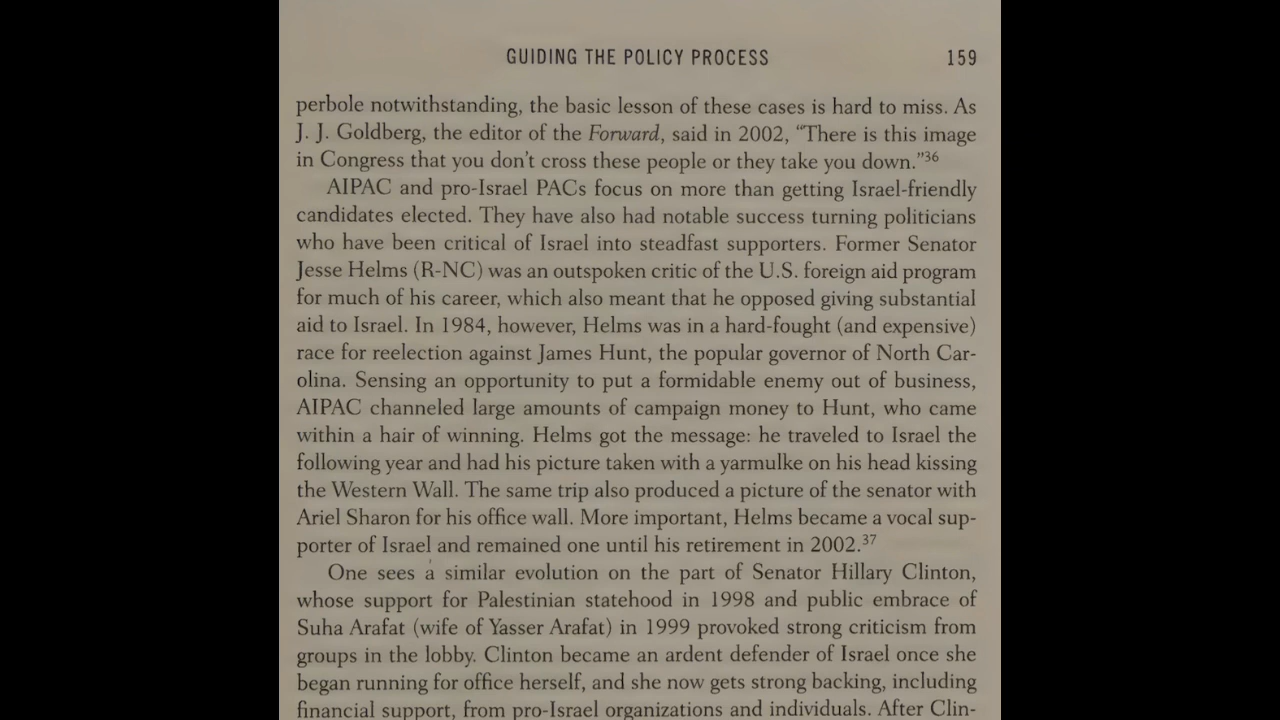 GUIDING THE POLICY PROCESS 159
perbole notwithstanding, the basic lesson of these cases is hard to miss. As
J. J. Goldberg, the editor of the Forward, said in 2002, “There is this image
in Congress that you don’t cross these people or they take you down.”36
AIPAC and pro-Israel PACs focus on more than getting Israel-friendly
candidates elected. They have also had notable success turning politicians
who have been critical of Israel into steadfast supporters. Former Senator
Jesse Helms (R-NC) was an outspoken critic of the U.S. foreign aid program
for much of his career, which also meant that he opposed giving substantial
aid to Israel. In 1984, however, Helms was in a hard-fought (and expensive)
race for reelection against James Hunt, the popular governor of North Car-
olina. Sensing an opportunity to put a formidable enemy out of business,
AIPAC channeled large amounts of campaign money to Hunt, who came
within a hair of winning. Helms got the message: he traveled to Israel the
following year and had his picture taken with a yarmulke on his head kissing
the Western Wall. The same trip also produced a picture of the senator with
Ariel Sharon for his office wall. More important, Helms became a vocal sup-
porter of Israel and remained one until his retirement in 2002.37
One sees a similar evolution on the part of Senator Hillary Clinton,
whose support for Palestinian statehood in 1998 and public embrace of
Suha Arafat (wife of Yasser Arafat) in 1999 provoked strong criticism from
groups in the lobby. Clinton became an ardent defender of Israel once she
began running for office herself, and she now gets strong backing, including
financial support, from pro-Israel organizations and individuals. After Clin-